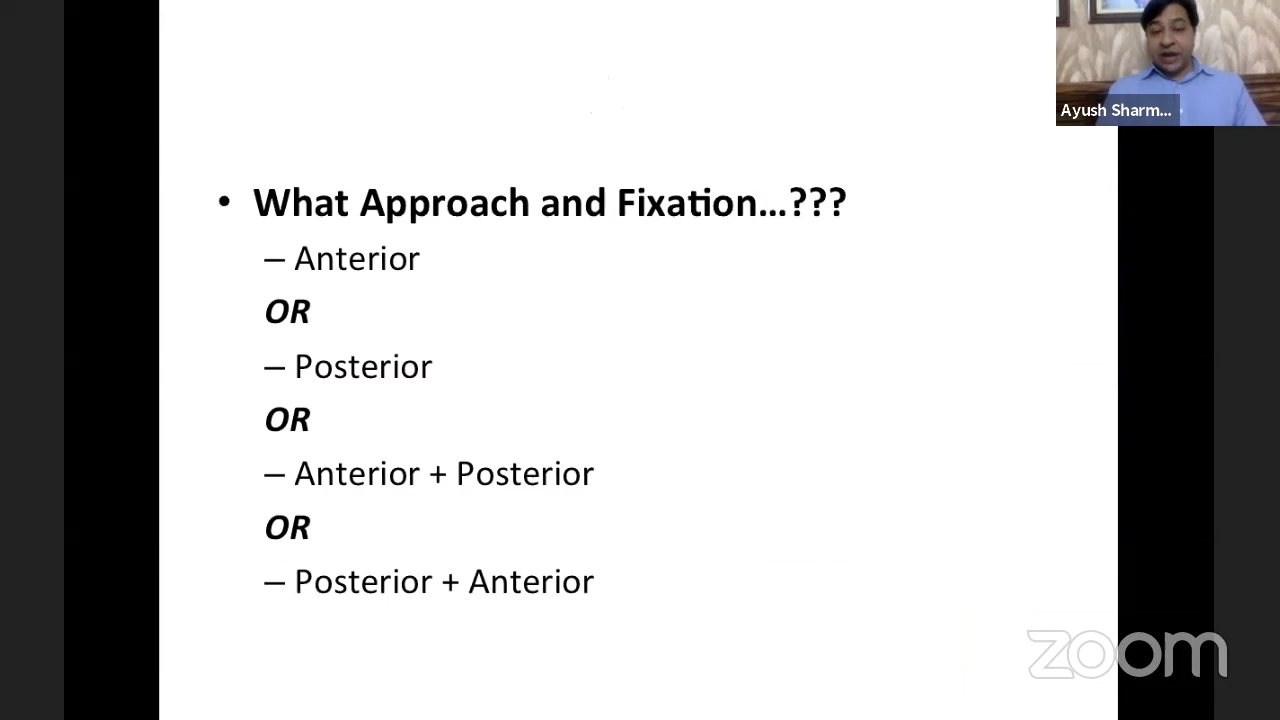 Ayush Sharm...
• What Approach and Fixation...???
– Anterior
OR
– Posterior
OR
– Anterior + Posterior
OR
– Posterior + Anterior
zoom